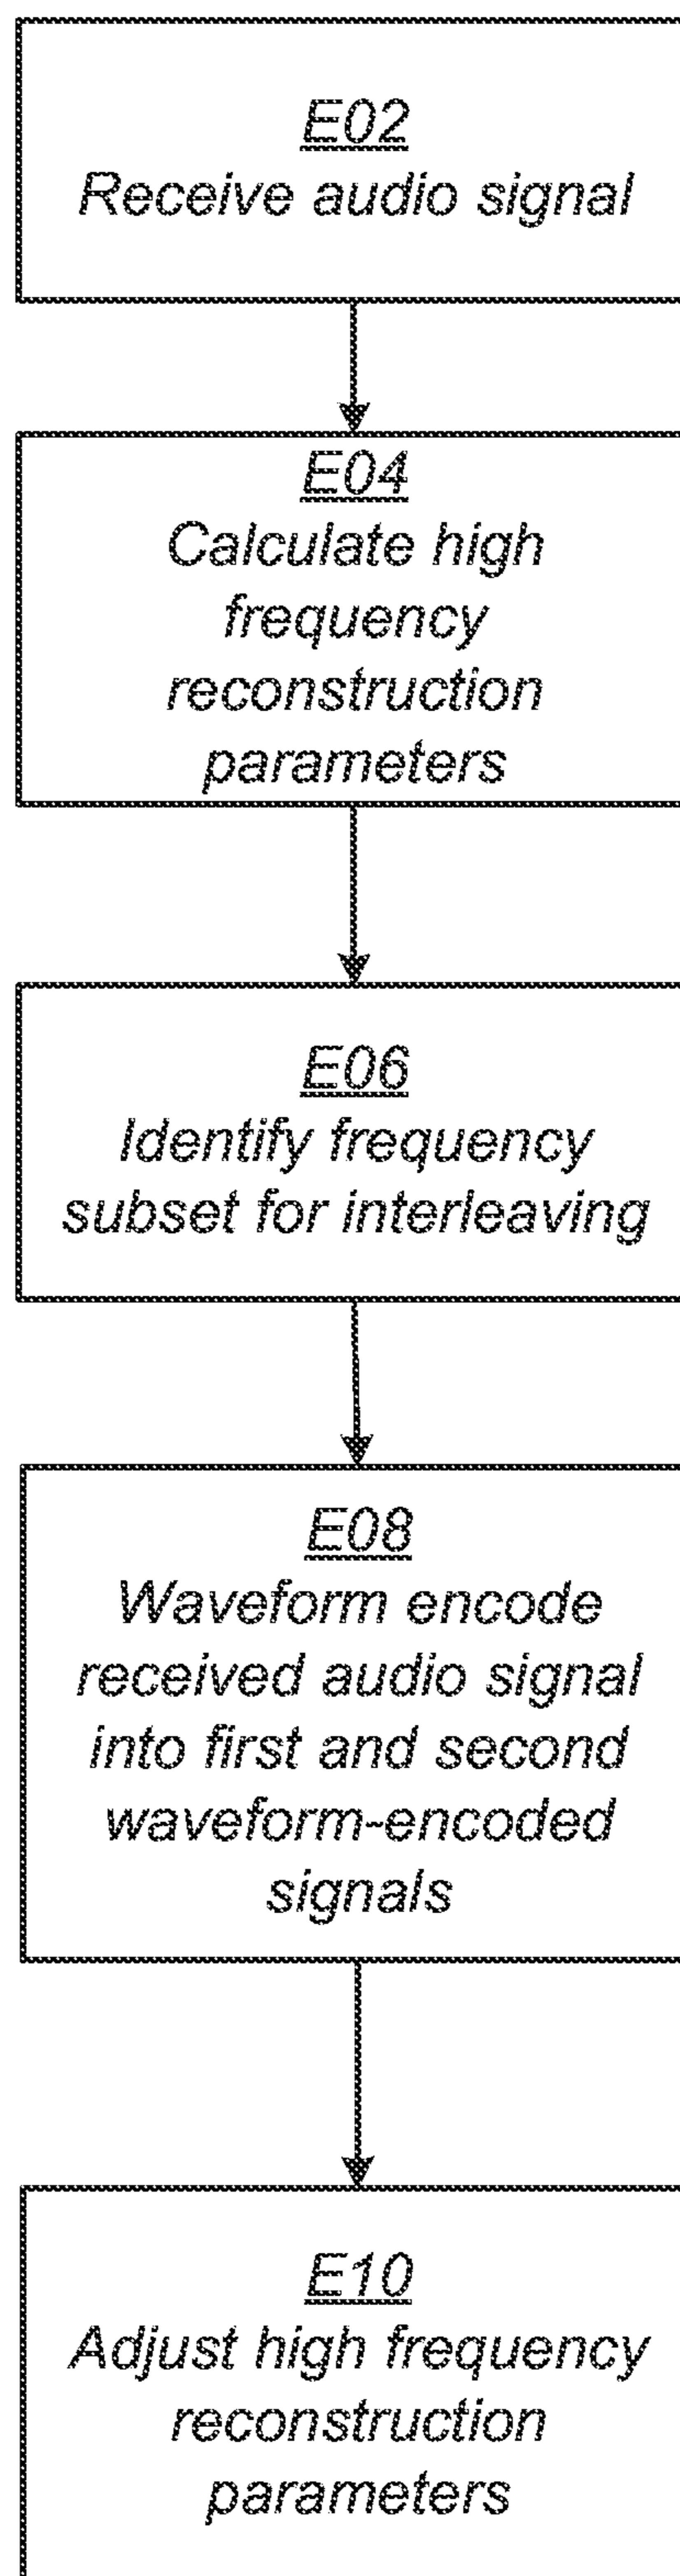 E02
Receive audio signal
E04
Calculate high
frequency
reconstruction
parameters
E06
Identify frequency
subset for interleaving
E08
Waveform encode
received audio signal
into first and second
waveform-encoded
signals
E10
Adjust high frequency
reconstruction
parameters